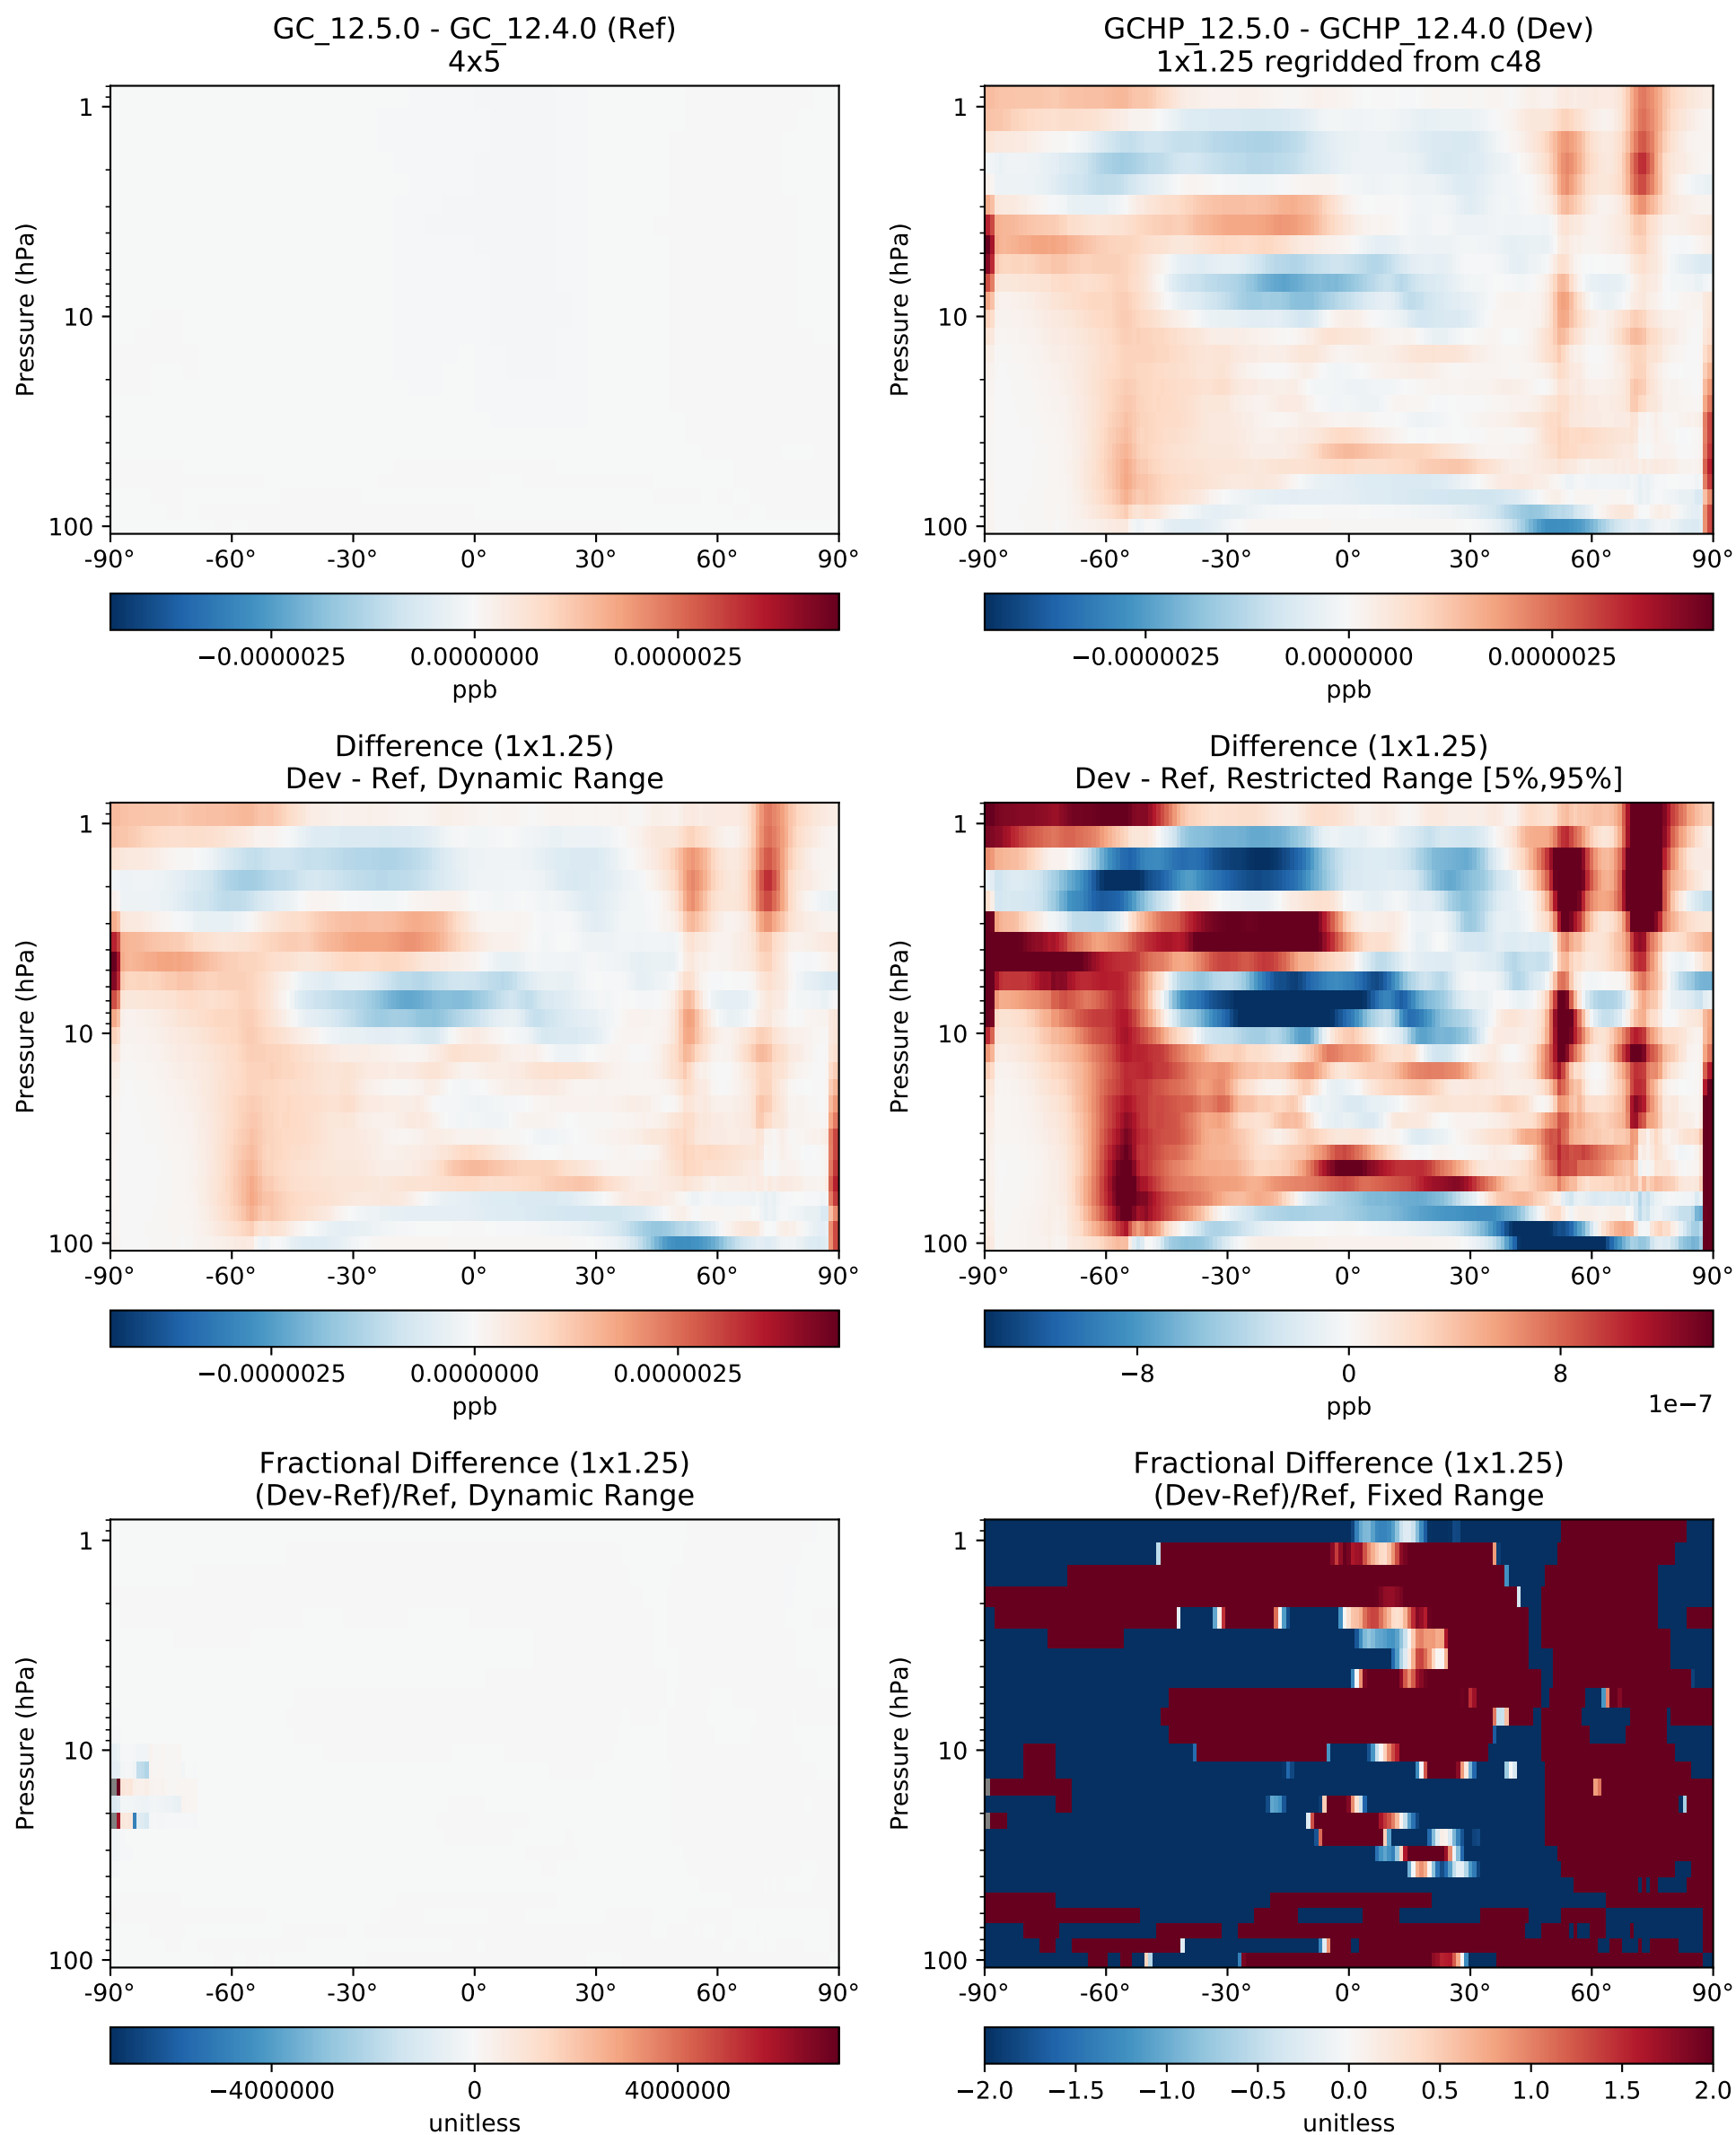 GC_12.5.0 - GC_12.4.0 (Ref)
4x5
Pressure (hPa)
1
10
100
-90° -60° -30° 0° 30° 60° 90°
−0.0000025 0.0000000 0.0000025
ppb
GCHP_12.5.0 - GCHP_12.4.0 (Dev)
1x1.25 regridded from c48
Pressure (hPa)
1
10
100
-90° -60° -30° 0° 30° 60° 90°
−0.0000025 0.0000000 0.0000025
ppb
Difference (1x1.25)
Dev - Ref, Dynamic Range
Pressure (hPa)
1
10
100
-90° -60° -30° 0° 30° 60° 90°
−0.0000025 0.0000000 0.0000025
ppb
Difference (1x1.25)
Dev - Ref, Restricted Range [5%,95%]
Pressure (hPa)
1
10
100
-90° -60° -30° 0° 30° 60° 90°
−8 0 8
1e−7
ppb
Fractional Difference (1x1.25)
(Dev-Ref)/Ref, Dynamic Range
Pressure (hPa)
1
10
100
-90° -60° -30° 0° 30° 60° 90°
−4000000 0 4000000
unitless
Fractional Difference (1x1.25)
(Dev-Ref)/Ref, Fixed Range
Pressure (hPa)
1
10
100
-90° -60° -30° 0° 30° 60° 90°
−2.0 −1.5 −1.0 −0.5 0.0 0.5 1.0 1.5 2.0
unitless